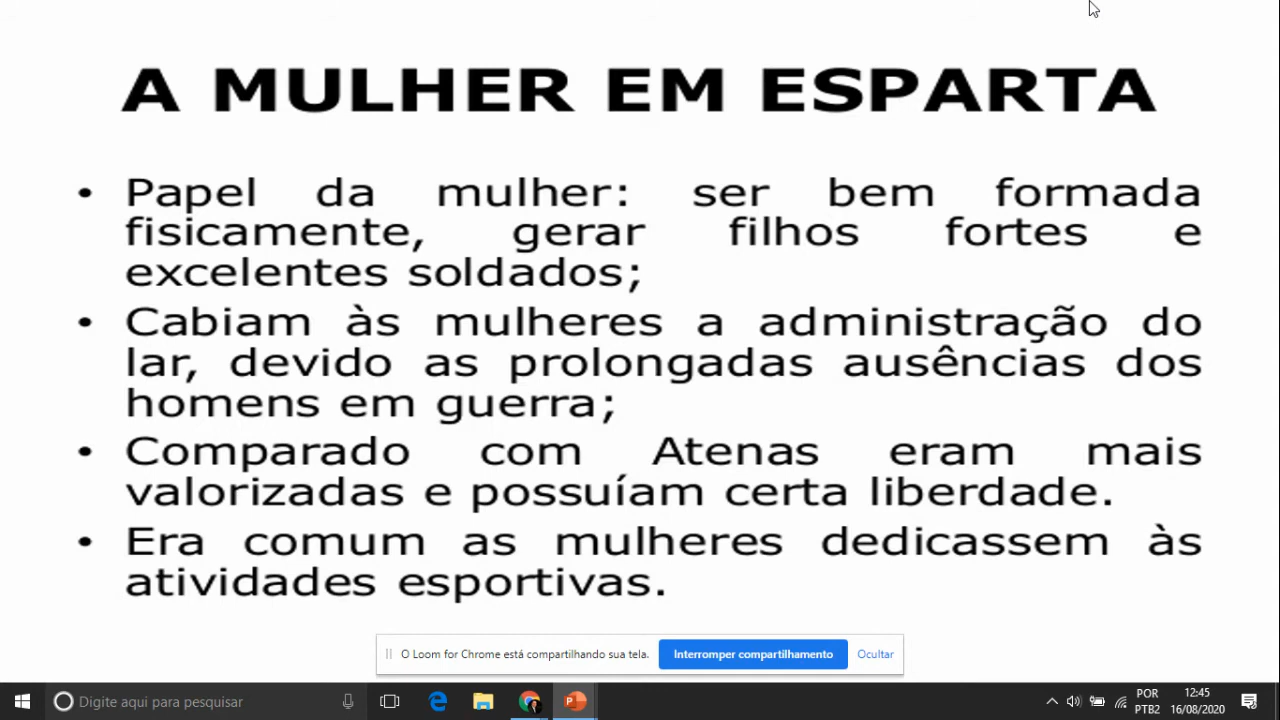 A MULHER EM ESPARTA
• Papel da mulher: ser bem formada
fisicamente, gerar filhos fortes e
excelentes soldados;
• Cabiam às mulheres a administração do
lar, devido as prolongadas ausências dos
homens em guerra;
• Comparado com Atenas eram mais
valorizadas e possuíam certa liberdade.
• Era comum as mulheres dedicassem às
atividades esportivas.
O Loom for Chrome está compartilhando sua tela. Interromper compartilhamento Ocultar
Digite aqui para pesquisar
POR 12:45
PTB2 16/08/2020